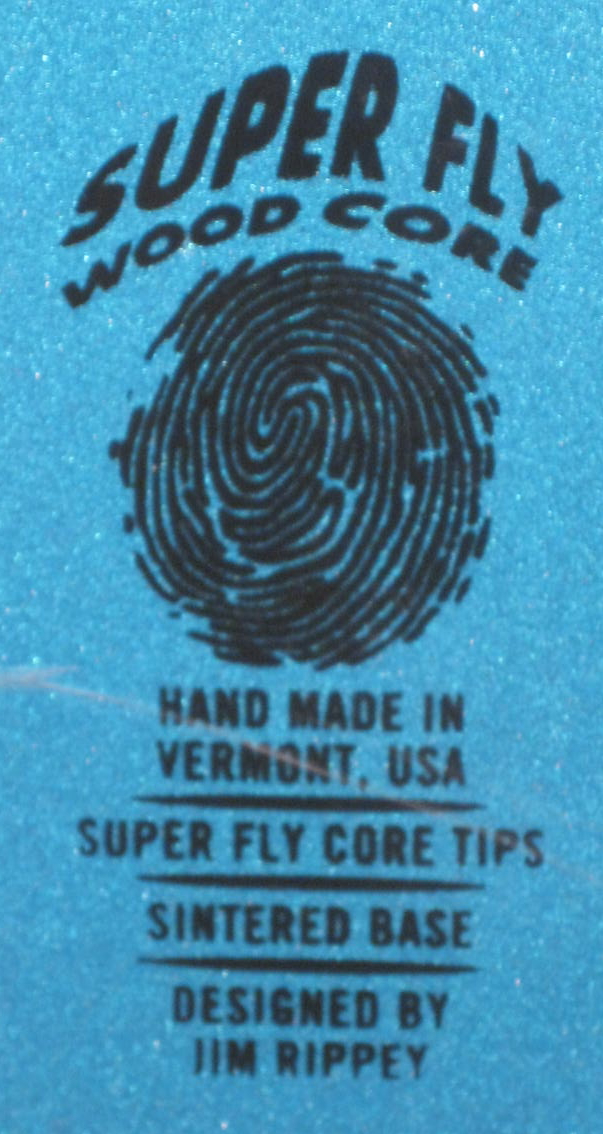 SUPER FLY
WOOD CORE
HAND MADE IN
VERMONT, USA
SUPER FLY CORE TIPS
SINTERED BASE
DESIGNED BY
JIM RIPPEY